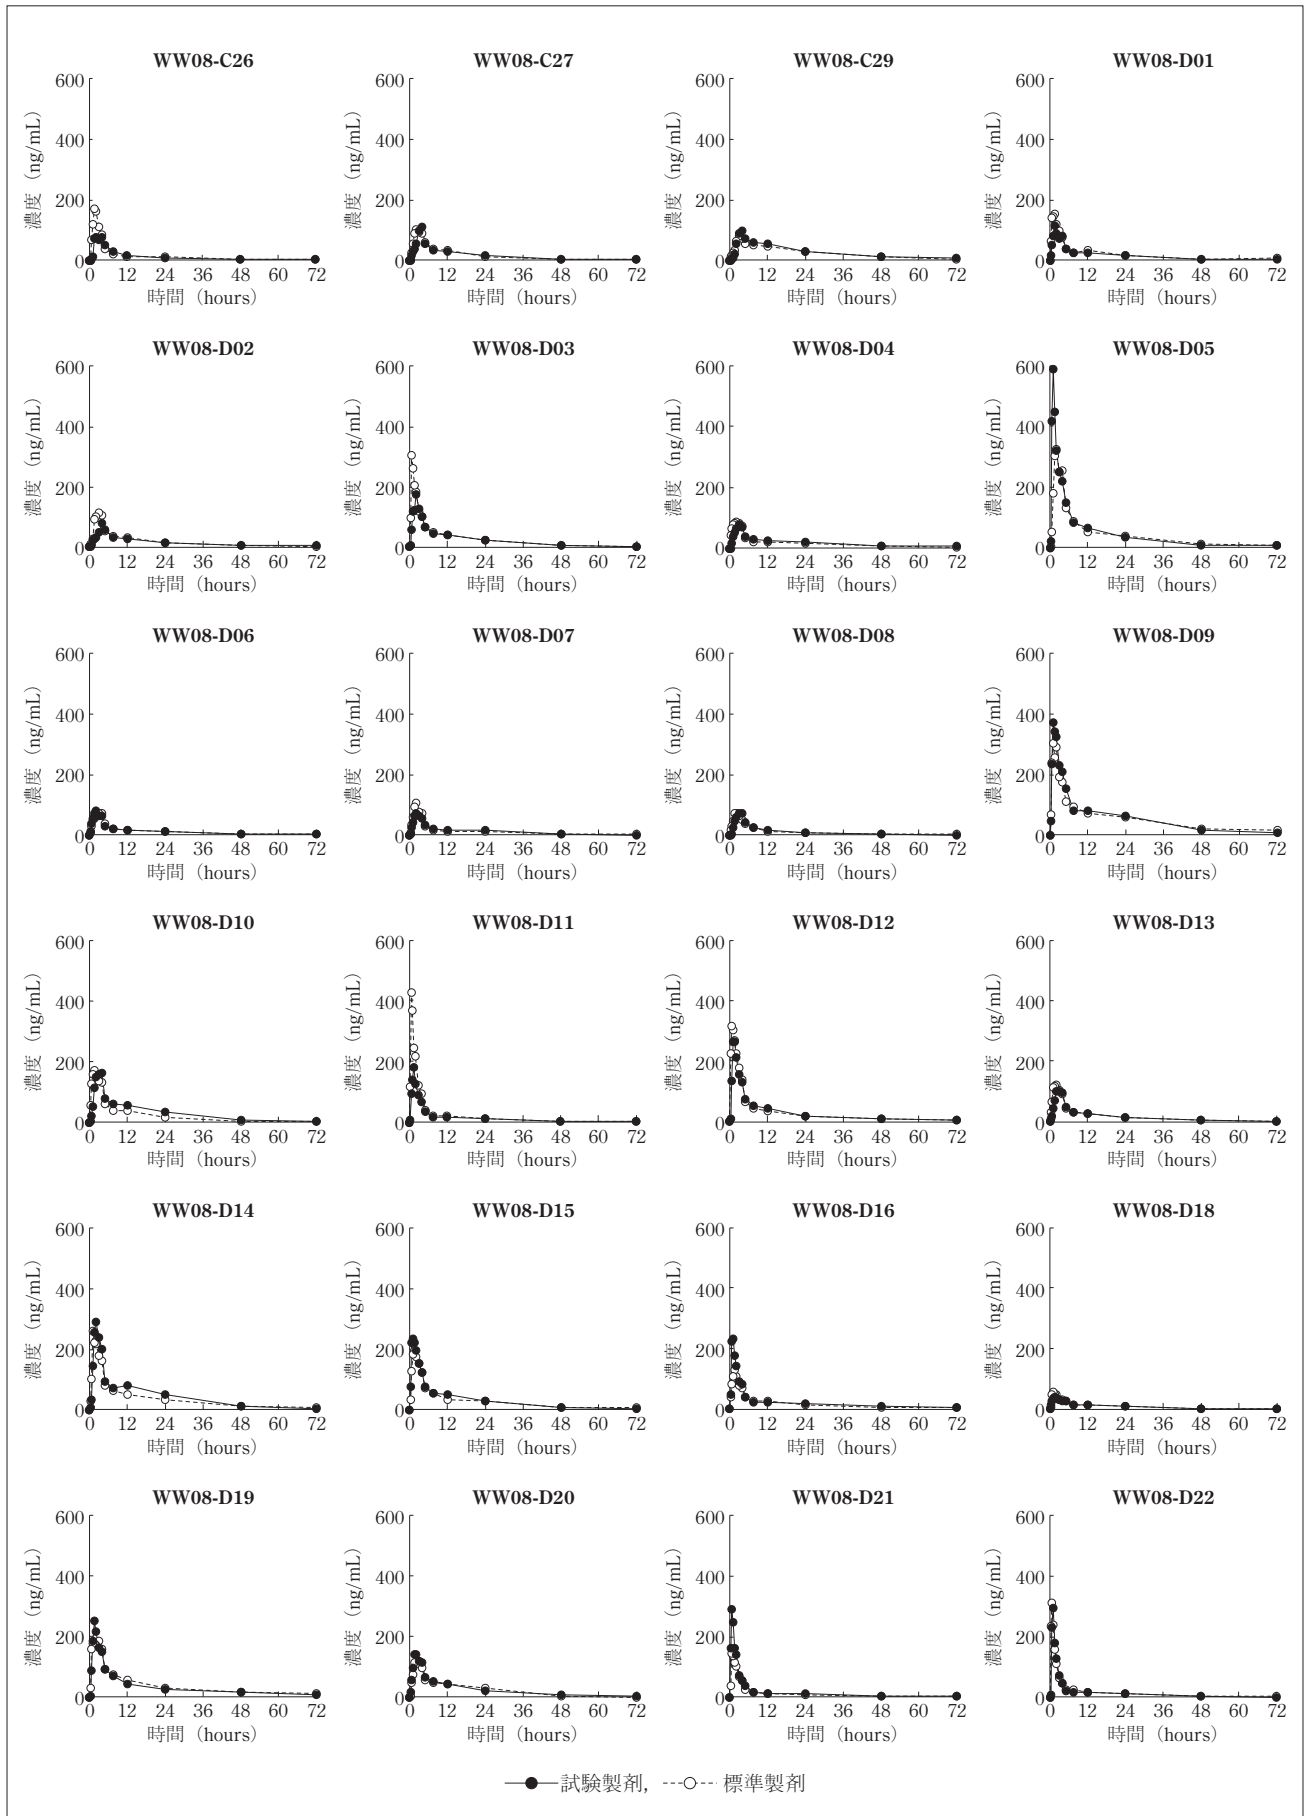 WW08-C26 WW08-C27 WW08-C29 WW08-D01
600 600 600 600
400 400 400 400
200 200 200 200
0 0 0 0
濃度 (ng/mL) 濃度 (ng/mL) 濃度 (ng/mL) 濃度 (ng/mL)
0 12 24 36 48 60 72 0 12 24 36 48 60 72 0 12 24 36 48 60 72 0 12 24 36 48 60 72
時間 (hours) 時間 (hours) 時間 (hours) 時間 (hours)
WW08-D02 WW08-D03 WW08-D04 WW08-D05
600 600 600 600
400 400 400 400
200 200 200 200
0 0 0 0
濃度 (ng/mL) 濃度 (ng/mL) 濃度 (ng/mL) 濃度 (ng/mL)
0 12 24 36 48 60 72 0 12 24 36 48 60 72 0 12 24 36 48 60 72 0 12 24 36 48 60 72
時間 (hours) 時間 (hours) 時間 (hours) 時間 (hours)
WW08-D06 WW08-D07 WW08-D08 WW08-D09
600 600 600 600
400 400 400 400
200 200 200 200
0 0 0 0
濃度 (ng/mL) 濃度 (ng/mL) 濃度 (ng/mL) 濃度 (ng/mL)
0 12 24 36 48 60 72 0 12 24 36 48 60 72 0 12 24 36 48 60 72 0 12 24 36 48 60 72
時間 (hours) 時間 (hours) 時間 (hours) 時間 (hours)
WW08-D10 WW08-D11 WW08-D12 WW08-D13
600 600 600 600
400 400 400 400
200 200 200 200
0 0 0 0
濃度 (ng/mL) 濃度 (ng/mL) 濃度 (ng/mL) 濃度 (ng/mL)
0 12 24 36 48 60 72 0 12 24 36 48 60 72 0 12 24 36 48 60 72 0 12 24 36 48 60 72
時間 (hours) 時間 (hours) 時間 (hours) 時間 (hours)
WW08-D14 WW08-D15 WW08-D16 WW08-D18
600 600 600 600
400 400 400 400
200 200 200 200
0 0 0 0
濃度 (ng/mL) 濃度 (ng/mL) 濃度 (ng/mL) 濃度 (ng/mL)
0 12 24 36 48 60 72 0 12 24 36 48 60 72 0 12 24 36 48 60 72 0 12 24 36 48 60 72
時間 (hours) 時間 (hours) 時間 (hours) 時間 (hours)
WW08-D19 WW08-D20 WW08-D21 WW08-D22
600 600 600 600
400 400 400 400
200 200 200 200
0 0 0 0
濃度 (ng/mL) 濃度 (ng/mL) 濃度 (ng/mL) 濃度 (ng/mL)
0 12 24 36 48 60 72 0 12 24 36 48 60 72 0 12 24 36 48 60 72 0 12 24 36 48 60 72
時間 (hours) 時間 (hours) 時間 (hours) 時間 (hours)
試験製剤, 標準製剤